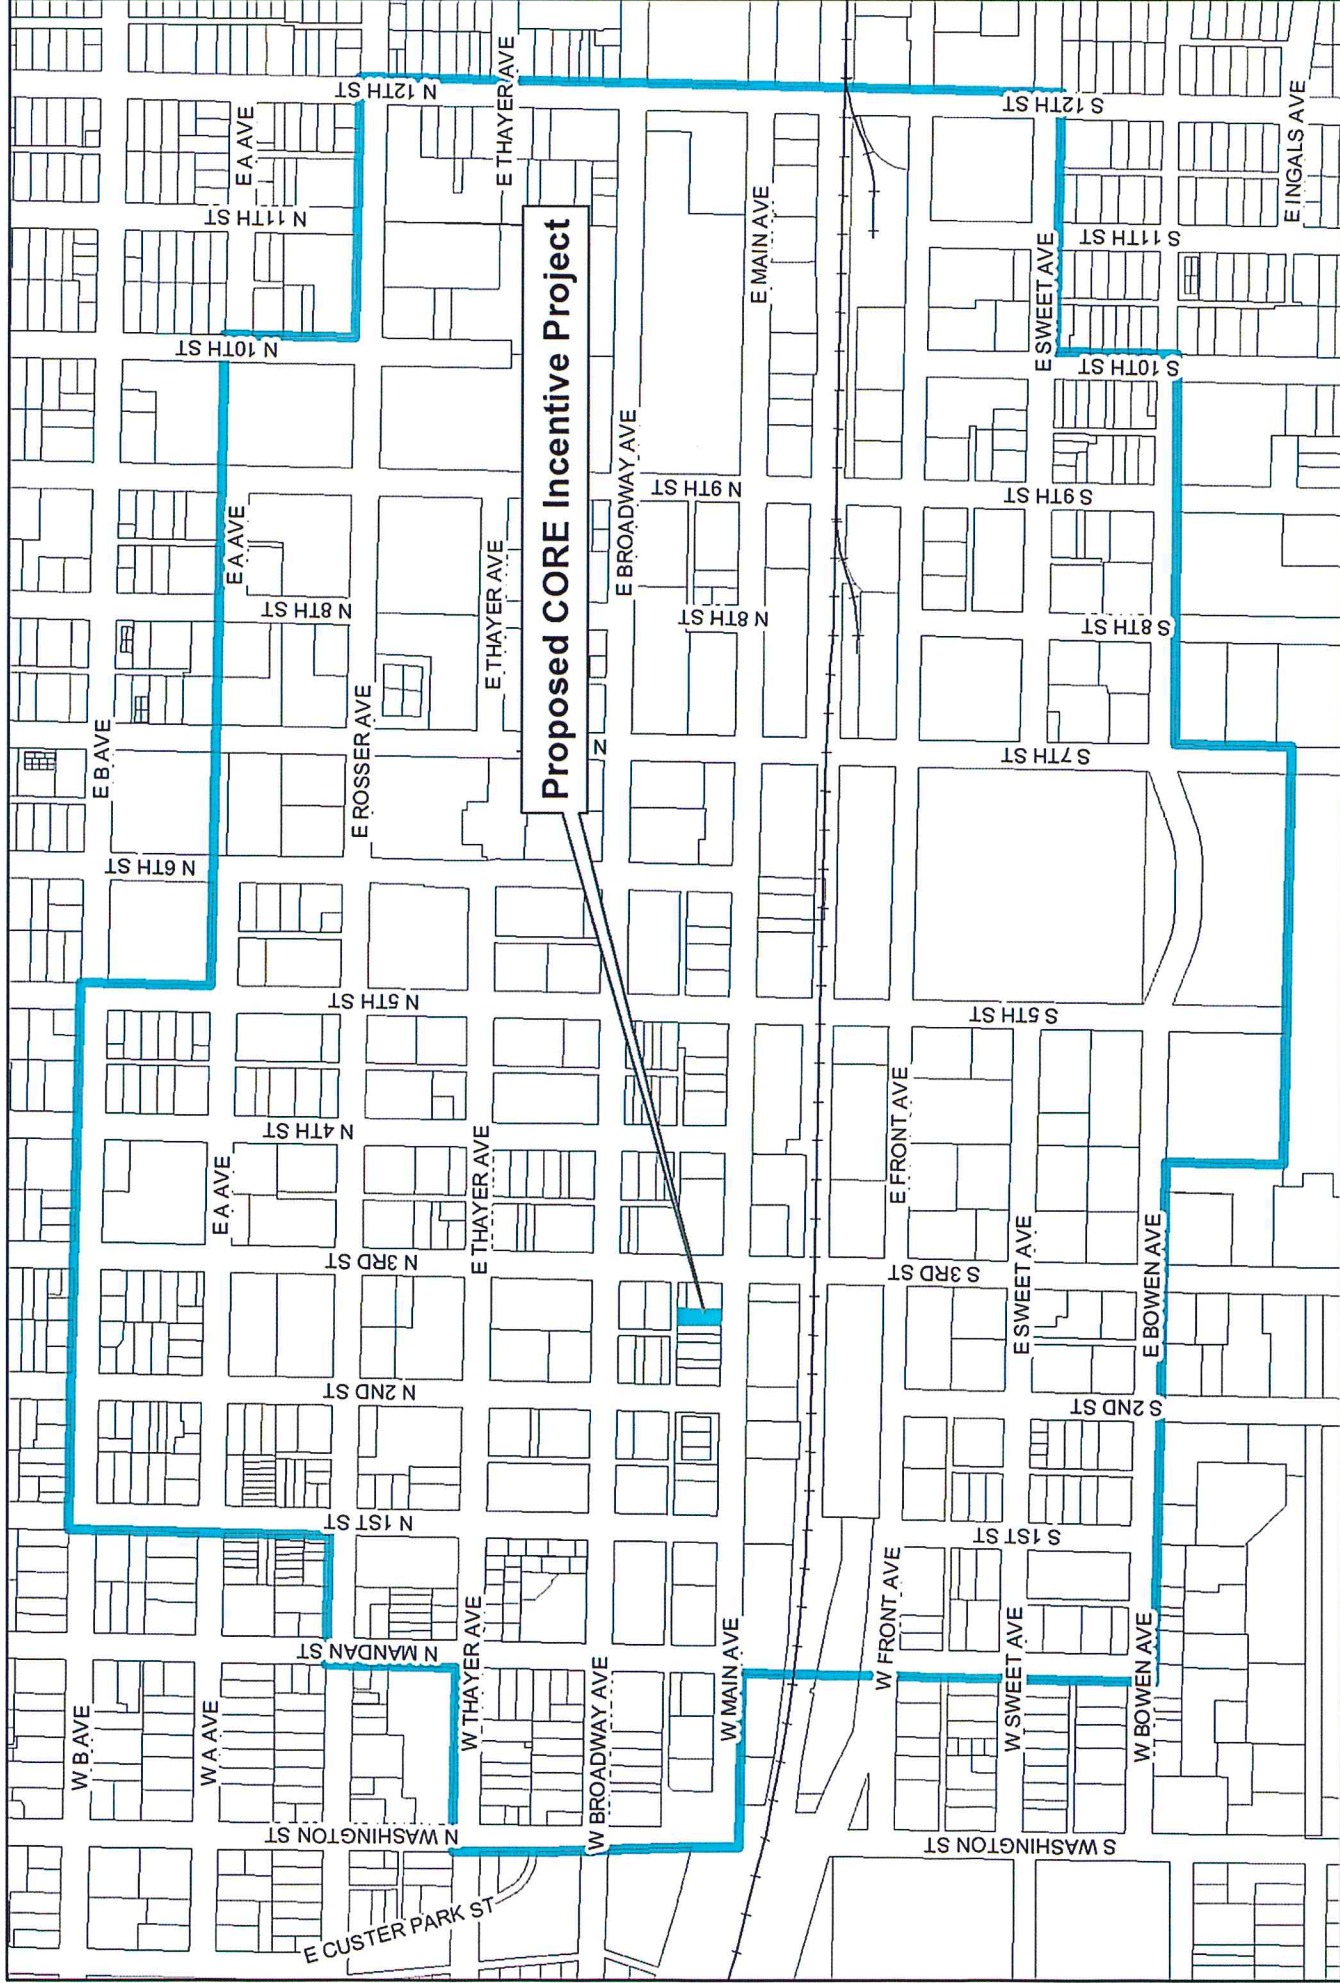 W B AVE
E B AVE
N 6TH ST
W A AVE
E A AVE
E A AVE
E A AVE
N 10TH ST
N 11TH ST
N WASHINGTON ST
E CUSTER PARK ST
N MANDAN ST
N 1ST ST
N 2ND ST
N 3RD ST
N 4TH ST
N 5TH ST
E ROSSER AVE
N 8TH ST
N 12TH ST
W THAYER AVE
E THAYER AVE
E THAYER AVE
E THAYER AVE
Proposed CORE Incentive Project
W BROADWAY AVE
N
E BROADWAY AVE
N 8TH ST
N 9TH ST
W MAIN AVE
E MAIN AVE
W FRONT AVE
E FRONT AVE
S WASHINGTON ST
S 1ST ST
S 2ND ST
S 3RD ST
S 5TH ST
S 7TH ST
S 8TH ST
S 9TH ST
S 10TH ST
S 11TH ST
S 12TH ST
W SWEET AVE
E SWEET AVE
E SWEET AVE
W BOWEN AVE
E BOWEN AVE
E INGALS AVE